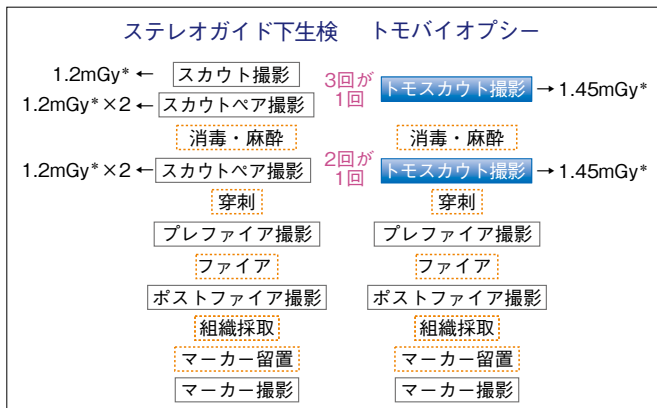 ステレオガイド下生検 トモバイオプシー
1.2mGy* ← スカウト撮影
1.2mGy*×2 ← スカウトペア撮影
3回が
1回
トモスカウト撮影 → 1.45mGy*
消毒・麻酔 消毒・麻酔
1.2mGy*×2 ← スカウトペア撮影
2回が
1回
トモスカウト撮影 → 1.45mGy*
穿刺 穿刺
プレファイア撮影 プレファイア撮影
ファイア ファイア
ポストファイア撮影 ポストファイア撮影
組織採取 組織採取
マーカー留置 マーカー留置
マーカー撮影 マーカー撮影